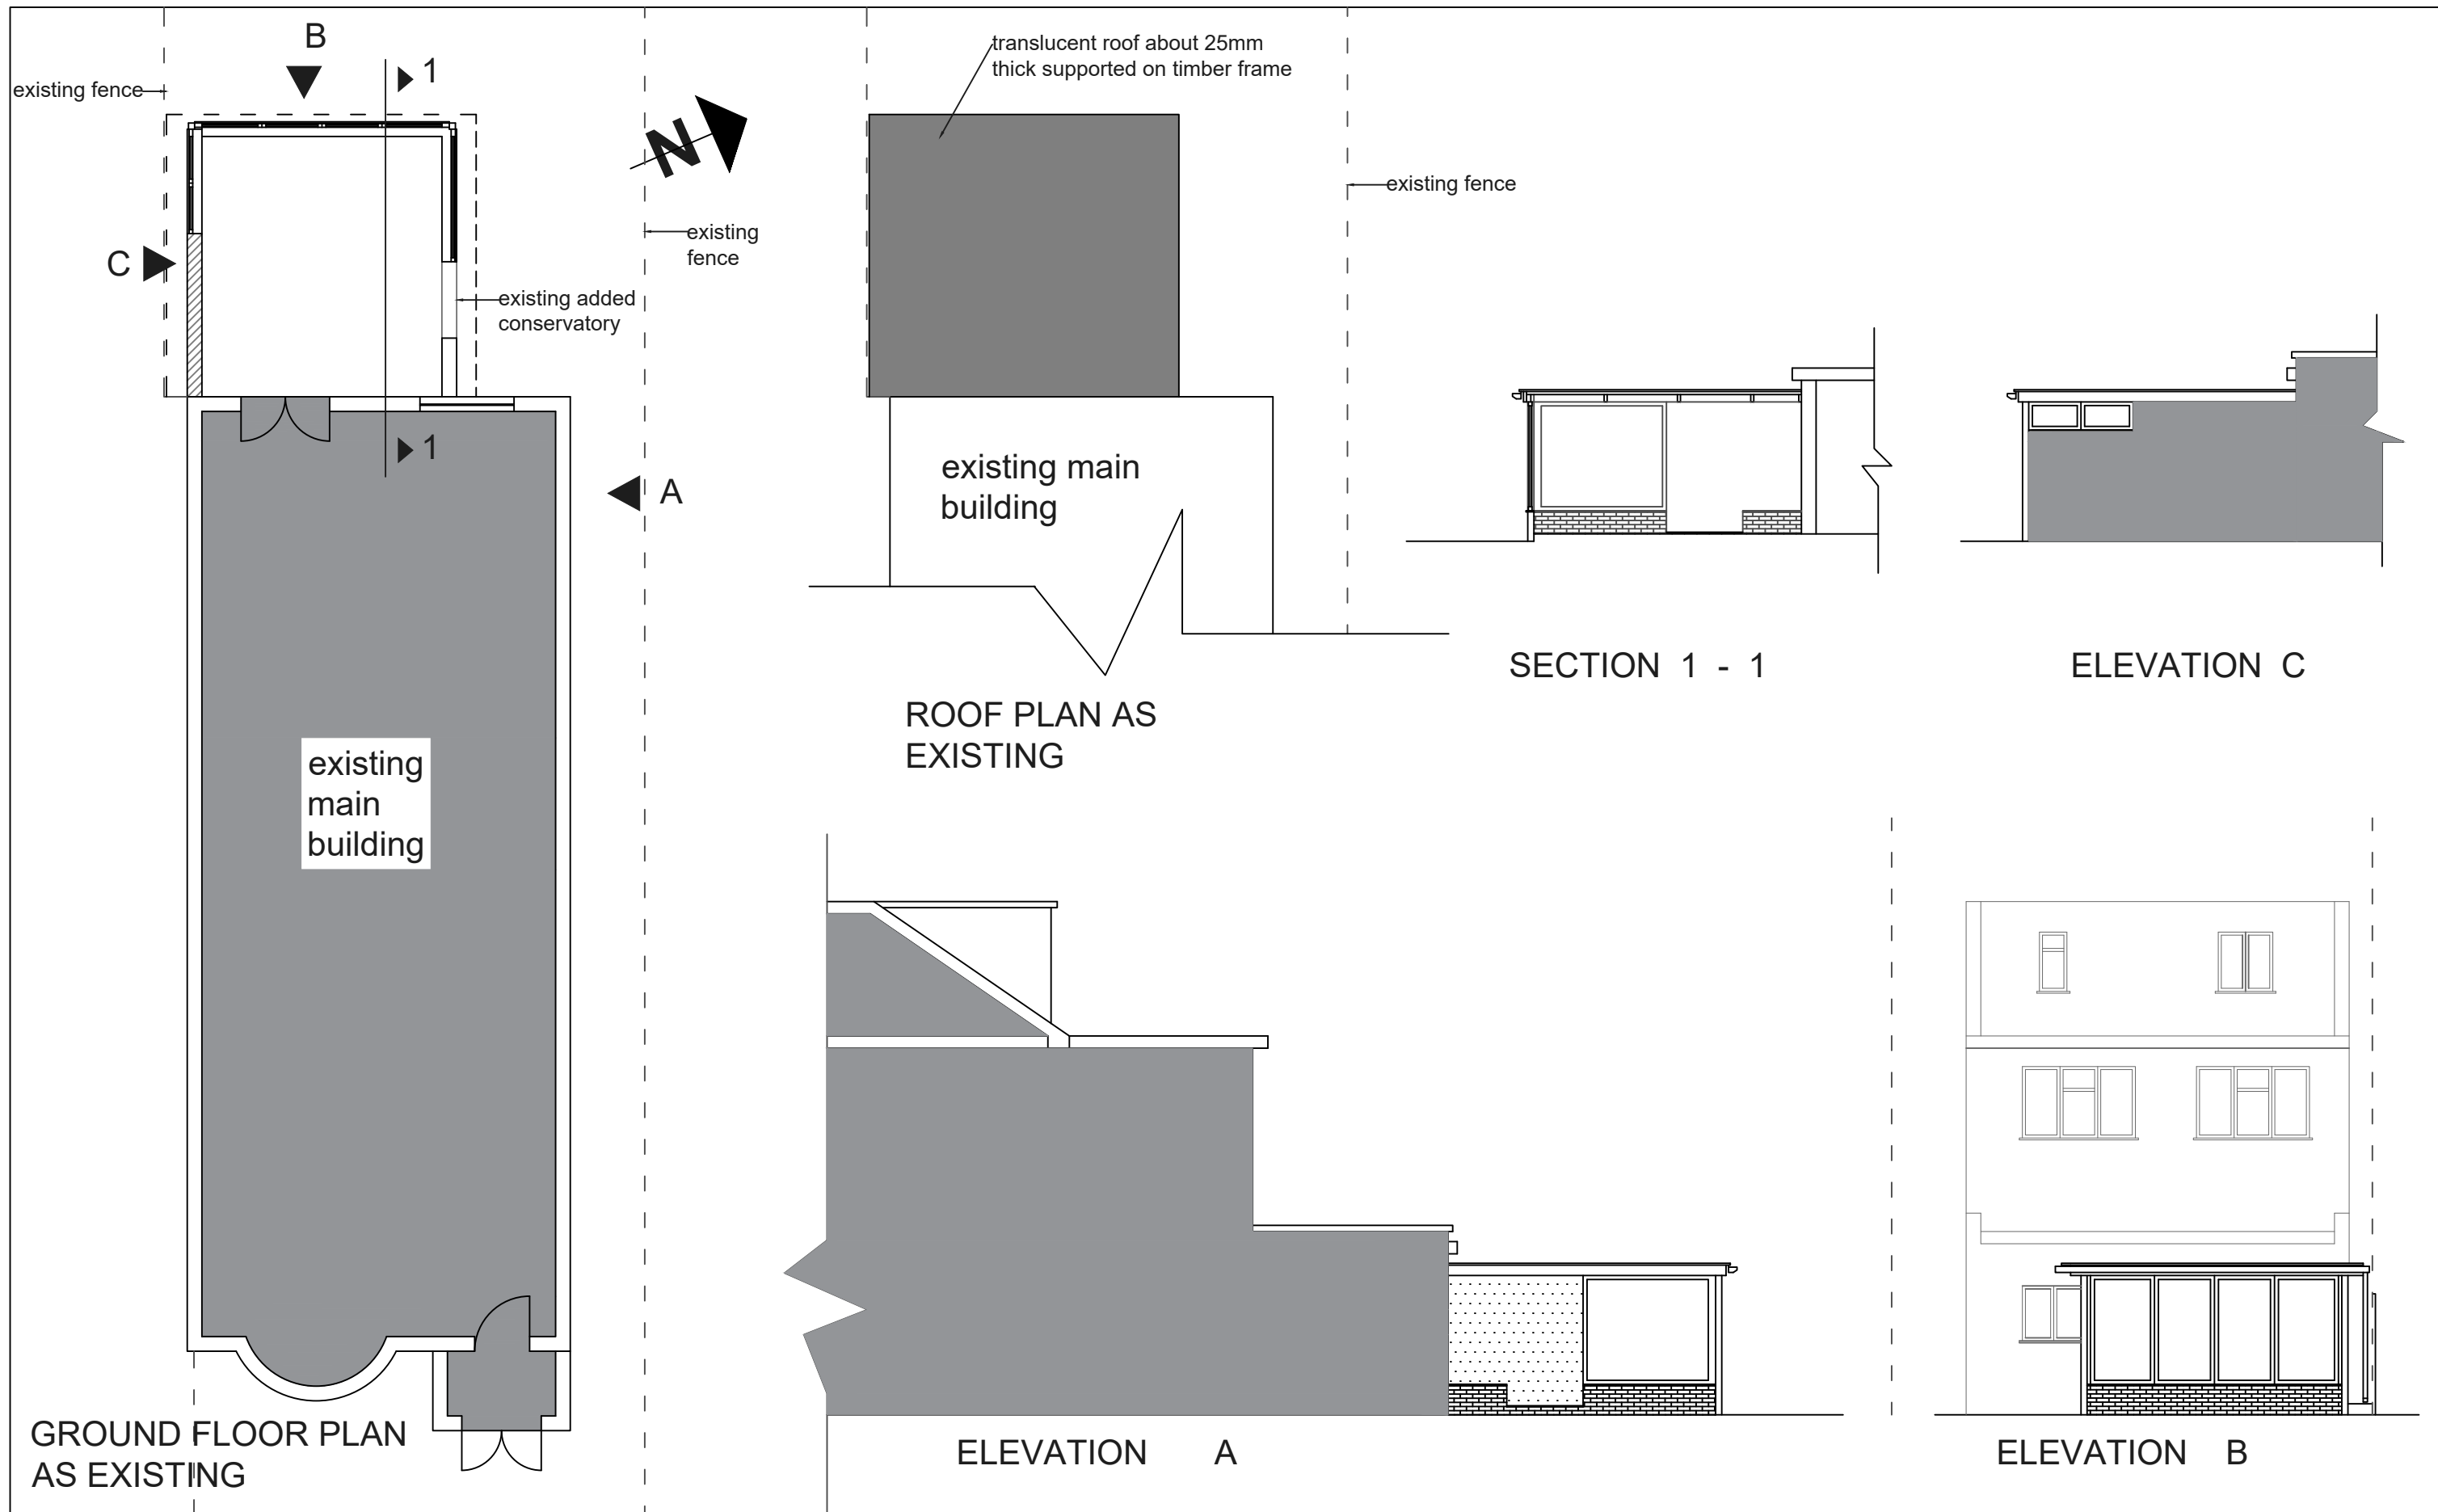 B
1
existing fence
N
existing
fence
C
existing added
conservatory
1
A
existing
main
building
GROUND FLOOR PLAN
AS EXISTING
translucent roof about 25mm
thick supported on timber frame
existing fence
existing main
building
ROOF PLAN AS
EXISTING
SECTION 1 - 1
ELEVATION C
ELEVATION A
ELEVATION B